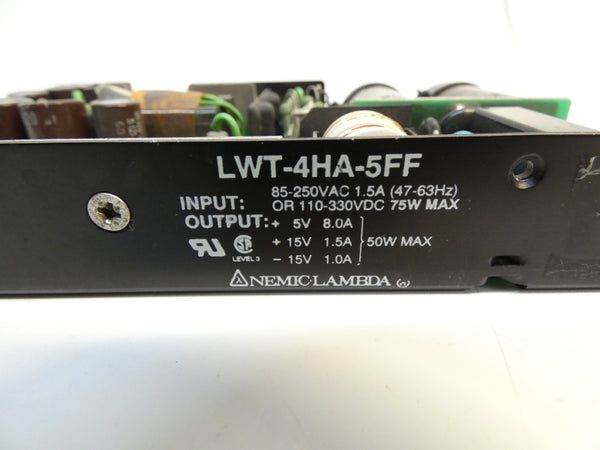 LWT-4HA-5FF
85-250VAC 1.5A (47-63Hz)
INPUT: OR 110-330VDC 75W MAX
OUTPUT: + 5V 8.0A
+ 15V 1.5A 50W MAX
LEVEL 3 - 15V 1.0A
NEMIC-LAMBDA